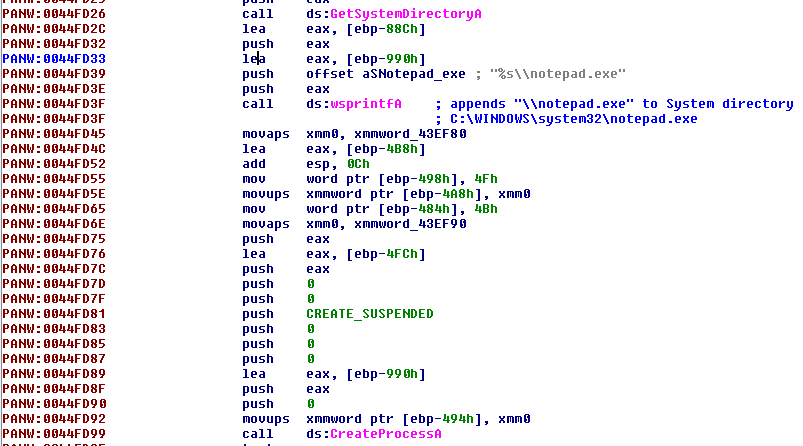 PANW:0044FD25 push eax
PANW:0044FD26 call ds:GetSystemDirectoryA
PANW:0044FD2C lea eax, [ebp-88Ch]
PANW:0044FD32 push eax
PANW:0044FD33 lea eax, [ebp-990h]
PANW:0044FD39 push offset aSNotepad_exe ; "%s\\notepad.exe"
PANW:0044FD3E push eax
PANW:0044FD3F call ds:wsprintfA ; appends "\\notepad.exe" to System directory
PANW:0044FD3F ; C:\WINDOWS\system32\notepad.exe
PANW:0044FD45 movaps xmm0, xmmword_43EF80
PANW:0044FD4C lea eax, [ebp-4B8h]
PANW:0044FD52 add esp, 0Ch
PANW:0044FD55 mov word ptr [ebp-498h], 4Fh
PANW:0044FD5E movups xmmword ptr [ebp-4A8h], xmm0
PANW:0044FD65 mov word ptr [ebp-484h], 4Bh
PANW:0044FD6E movaps xmm0, xmmword_43EF90
PANW:0044FD75 push eax
PANW:0044FD76 lea eax, [ebp-4FCh]
PANW:0044FD7C push eax
PANW:0044FD7D push 0
PANW:0044FD7F push 0
PANW:0044FD81 push CREATE_SUSPENDED
PANW:0044FD83 push 0
PANW:0044FD85 push 0
PANW:0044FD87 push 0
PANW:0044FD89 lea eax, [ebp-990h]
PANW:0044FD8F push eax
PANW:0044FD90 push 0
PANW:0044FD92 movups xmmword ptr [ebp-494h], xmm0
PANW:0044FD99 call ds:CreateProcessA